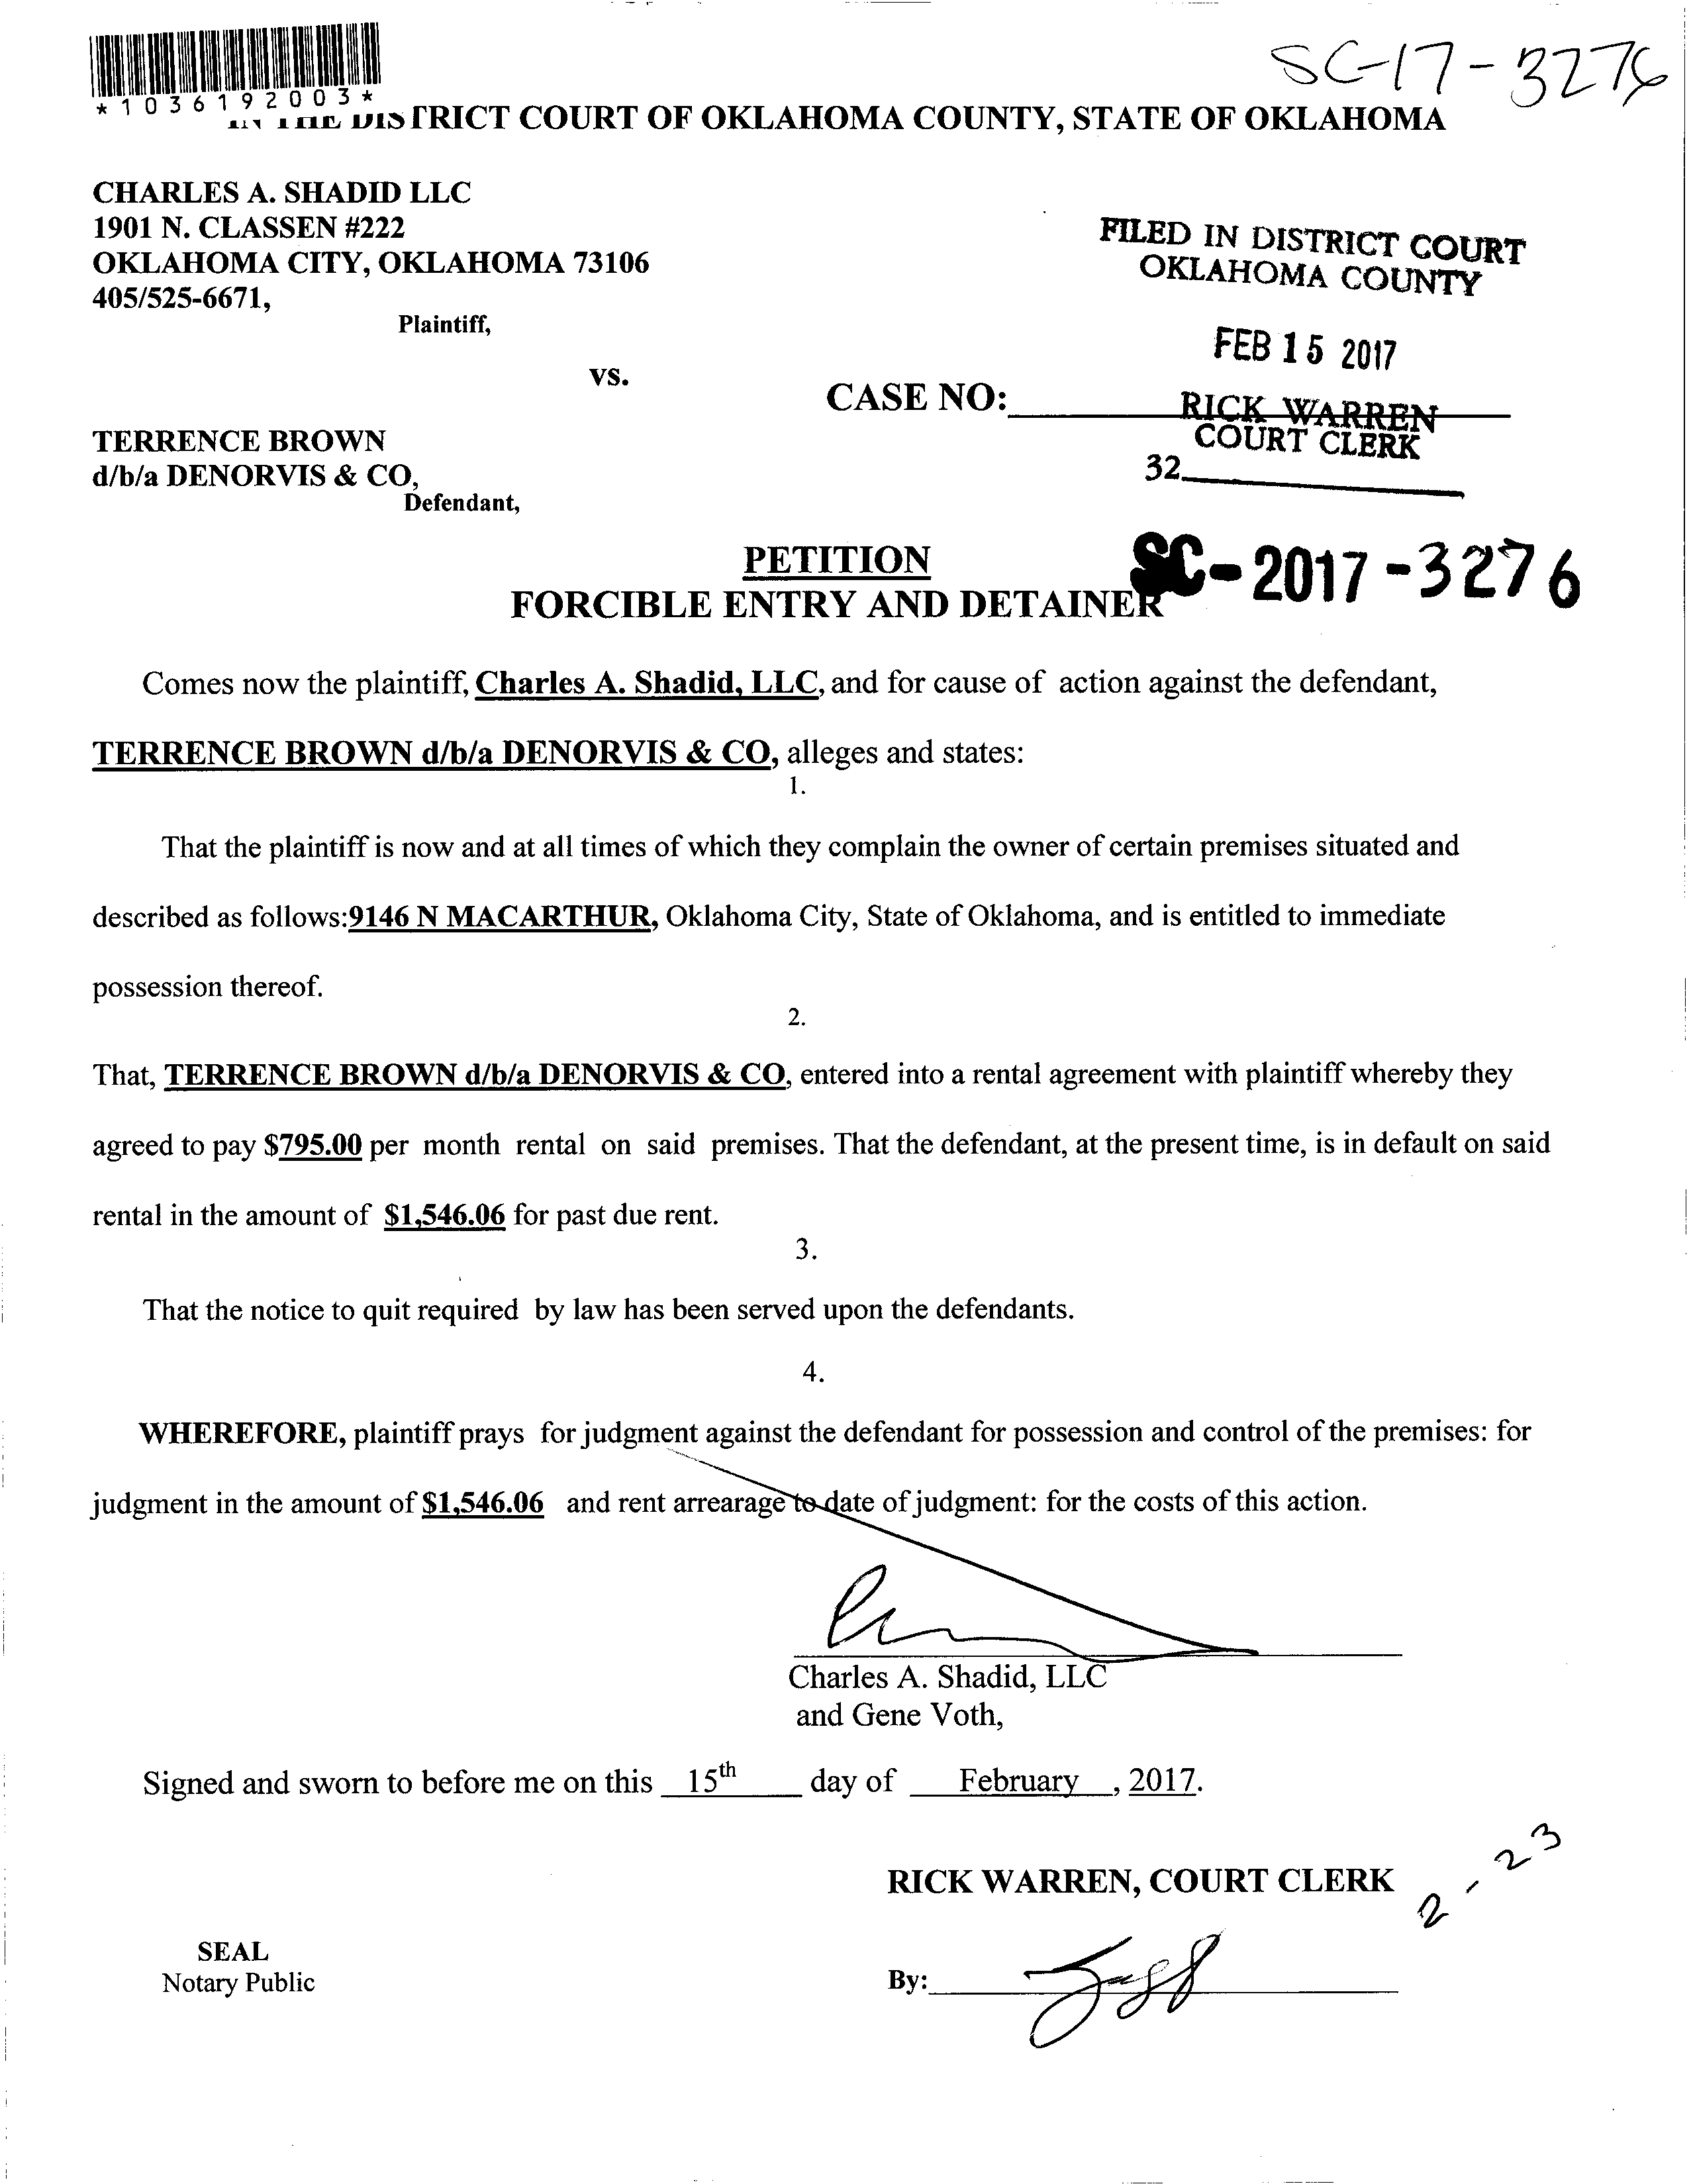 SC-17-3276
*1036192003*
IN THE DISTRICT COURT OF OKLAHOMA COUNTY, STATE OF OKLAHOMA
CHARLES A. SHADID LLC
1901 N. CLASSEN #222
OKLAHOMA CITY, OKLAHOMA 73106
405/525-6671,
Plaintiff,
FILED IN DISTRICT COURT
OKLAHOMA COUNTY
FEB 15 2017
vs.
CASE NO:
RICK WARREN
COURT CLERK
32
TERRENCE BROWN
d/b/a DENORVIS & CO,
Defendant,
PETITION
SC-2017-3276
FORCIBLE ENTRY AND DETAINER
Comes now the plaintiff, Charles A. Shadid, LLC, and for cause of action against the defendant,
TERRENCE BROWN d/b/a DENORVIS & CO, alleges and states:
1.
That the plaintiff is now and at all times of which they complain the owner of certain premises situated and
described as follows:9146 N MACARTHUR, Oklahoma City, State of Oklahoma, and is entitled to immediate
possession thereof.
2.
That, TERRENCE BROWN d/b/a DENORVIS & CO, entered into a rental agreement with plaintiff whereby they
agreed to pay $795.00 per month rental on said premises. That the defendant, at the present time, is in default on said
rental in the amount of $1,546.06 for past due rent.
3.
That the notice to quit required by law has been served upon the defendants.
4.
WHEREFORE, plaintiff prays for judgment against the defendant for possession and control of the premises: for
judgment in the amount of $1,546.06 and rent arrearage to date of judgment: for the costs of this action.
Charles A. Shadid, LLC
and Gene Voth,
Signed and sworn to before me on this 15th day of February, 2017.
RICK WARREN, COURT CLERK
2-23
SEAL
Notary Public
By: